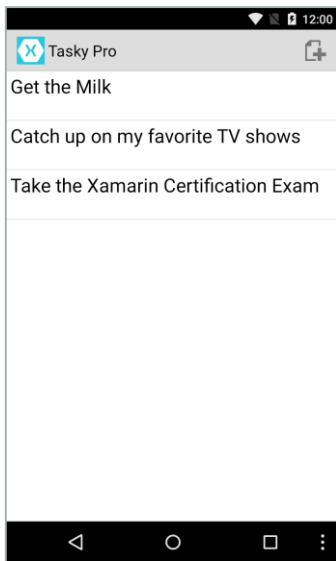 12:00
Tasky Pro
Get the Milk
Catch up on my favorite TV shows
Take the Xamarin Certification Exam